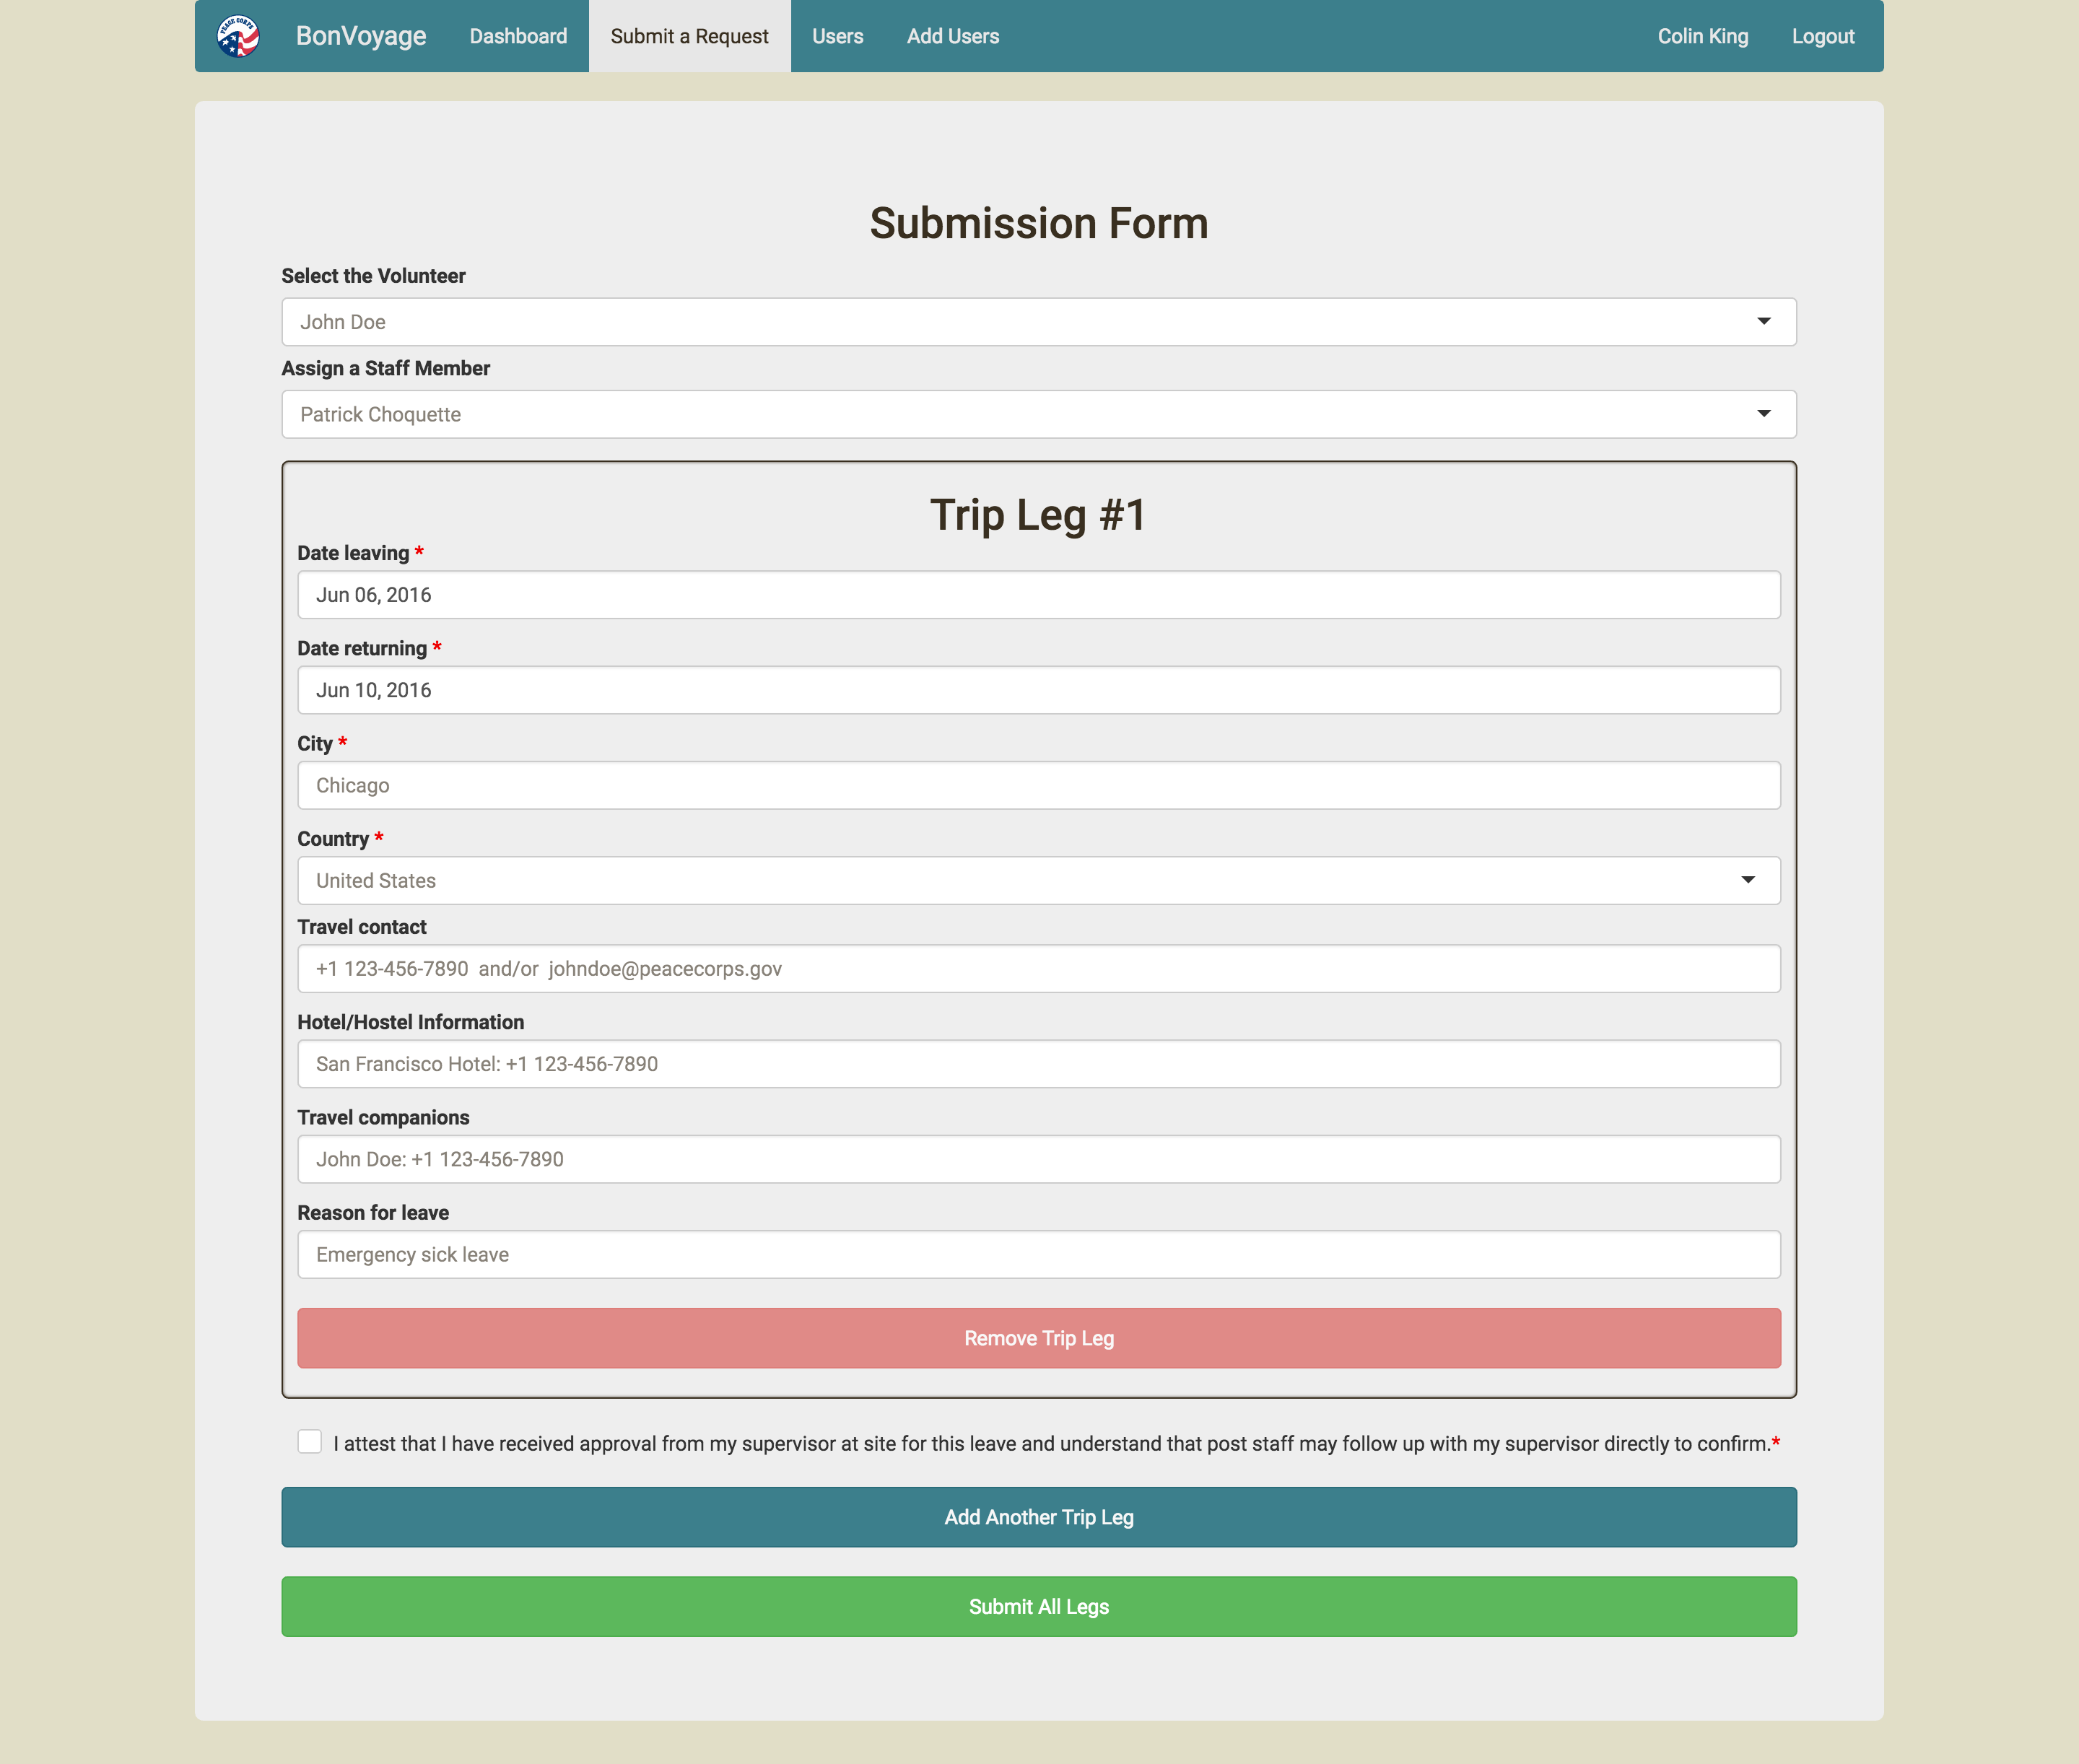 PEACE CORPS
BonVoyage Dashboard Submit a Request Users Add Users Colin King Logout
Submission Form
Select the Volunteer
John Doe
Assign a Staff Member
Patrick Choquette
Trip Leg #1
Date leaving *
Jun 06, 2016
Date returning *
Jun 10, 2016
City *
Chicago
Country *
United States
Travel contact
+1 123-456-7890 and/or johndoe@peacecorps.gov
Hotel/Hostel Information
San Francisco Hotel: +1 123-456-7890
Travel companions
John Doe: +1 123-456-7890
Reason for leave
Emergency sick leave
Remove Trip Leg
I attest that I have received approval from my supervisor at site for this leave and understand that post staff may follow up with my supervisor directly to confirm.*
Add Another Trip Leg
Submit All Legs